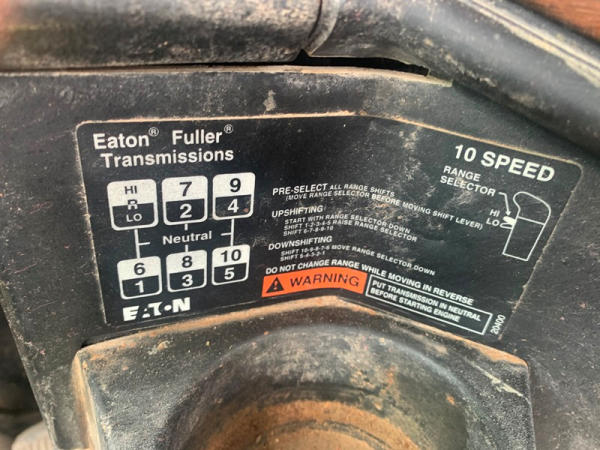 Eaton® Fuller®
Transmissions
10 SPEED
RANGE
SELECTOR
HI
LO
HI
R
LO
7
2
9
4
Neutral
6
1
8
3
10
5
EATON
PRE-SELECT ALL RANGE SHIFTS
(MOVE RANGE SELECTOR BEFORE MOVING SHIFT LEVER)
UPSHIFTING
START WITH RANGE SELECTOR DOWN
SHIFT 1-2-3-4-5 RAISE RANGE SELECTOR
SHIFT 6-7-8-9-10
DOWNSHIFTING
SHIFT 10-9-8-7-6 MOVE RANGE SELECTOR DOWN
SHIFT 5-4-3-2-1
DO NOT CHANGE RANGE WHILE MOVING IN REVERSE
WARNING
PUT TRANSMISSION IN NEUTRAL
BEFORE STARTING ENGINE
20400